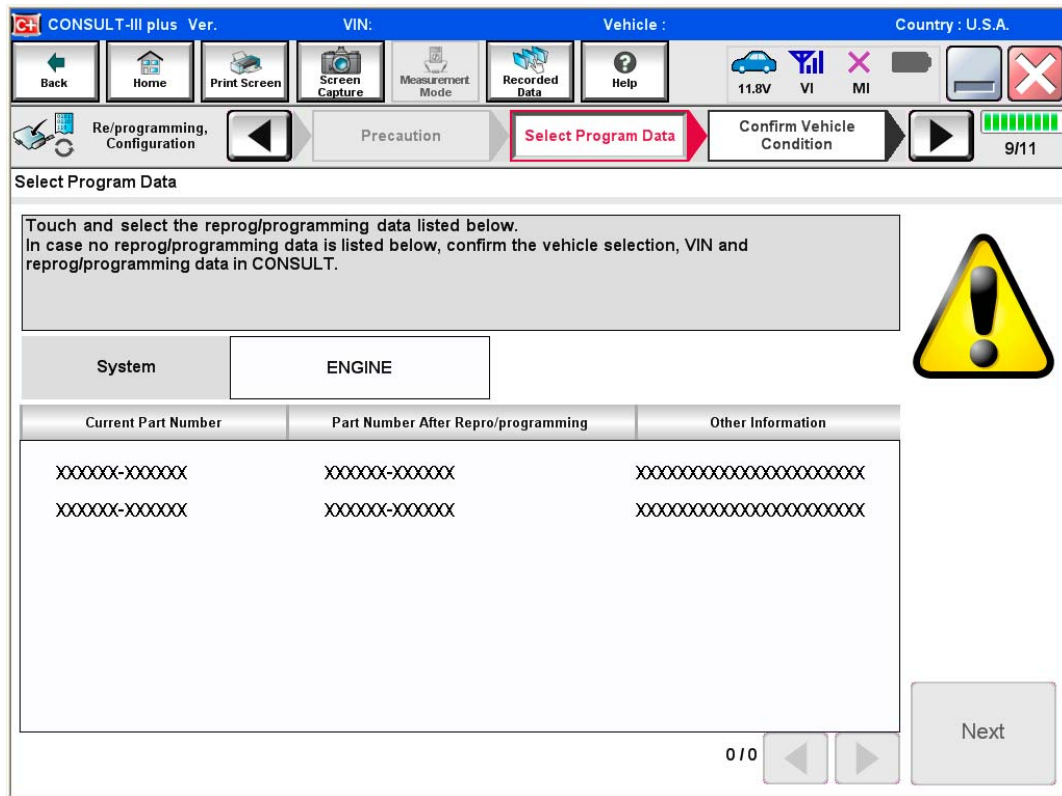 C+ CONSULT-III plus Ver. VIN: Vehicle : Country : U.S.A.
Back Home Print Screen Screen Capture Measurement Mode Recorded Data Help 11.8V VI MI
Re/programming, Configuration Precaution Select Program Data Confirm Vehicle Condition 9/11
Select Program Data
Touch and select the reprog/programming data listed below.
In case no reprog/programming data is listed below, confirm the vehicle selection, VIN and
reprog/programming data in CONSULT.
System ENGINE
Current Part Number Part Number After Repro/programming Other Information
XXXXXX-XXXXXX XXXXXX-XXXXXX XXXXXXXXXXXXXXXXXXXXXX
XXXXXX-XXXXXX XXXXXX-XXXXXX XXXXXXXXXXXXXXXXXXXXXX
Next
0/0